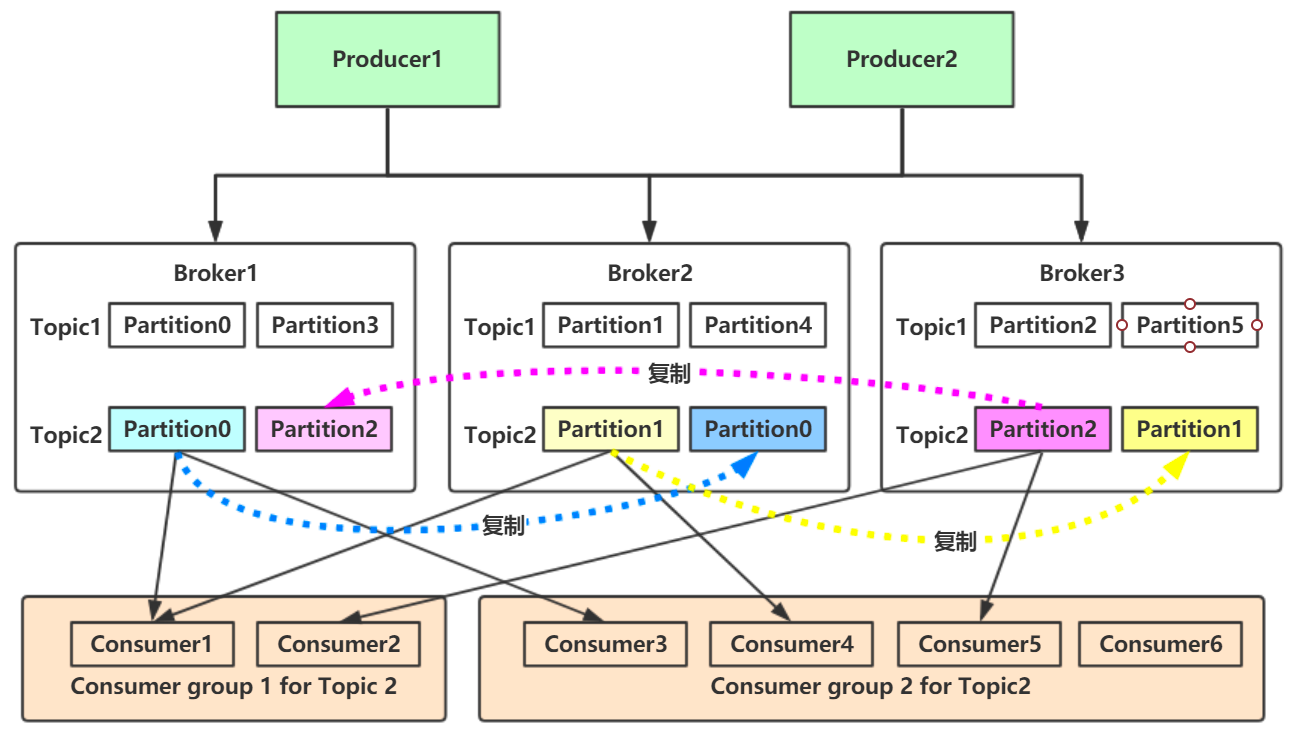 Producer1 Producer2
Broker1 Broker2 Broker3
Topic1 Partition0 Partition3 Topic1 Partition1 Partition4 Topic1 Partition2 Partition5
复制
Topic2 Partition0 Partition2 Topic2 Partition1 Partition0 Topic2 Partition2 Partition1
复制
复制
Consumer1 Consumer2 Consumer3 Consumer4 Consumer5 Consumer6
Consumer group 1 for Topic 2 Consumer group 2 for Topic2